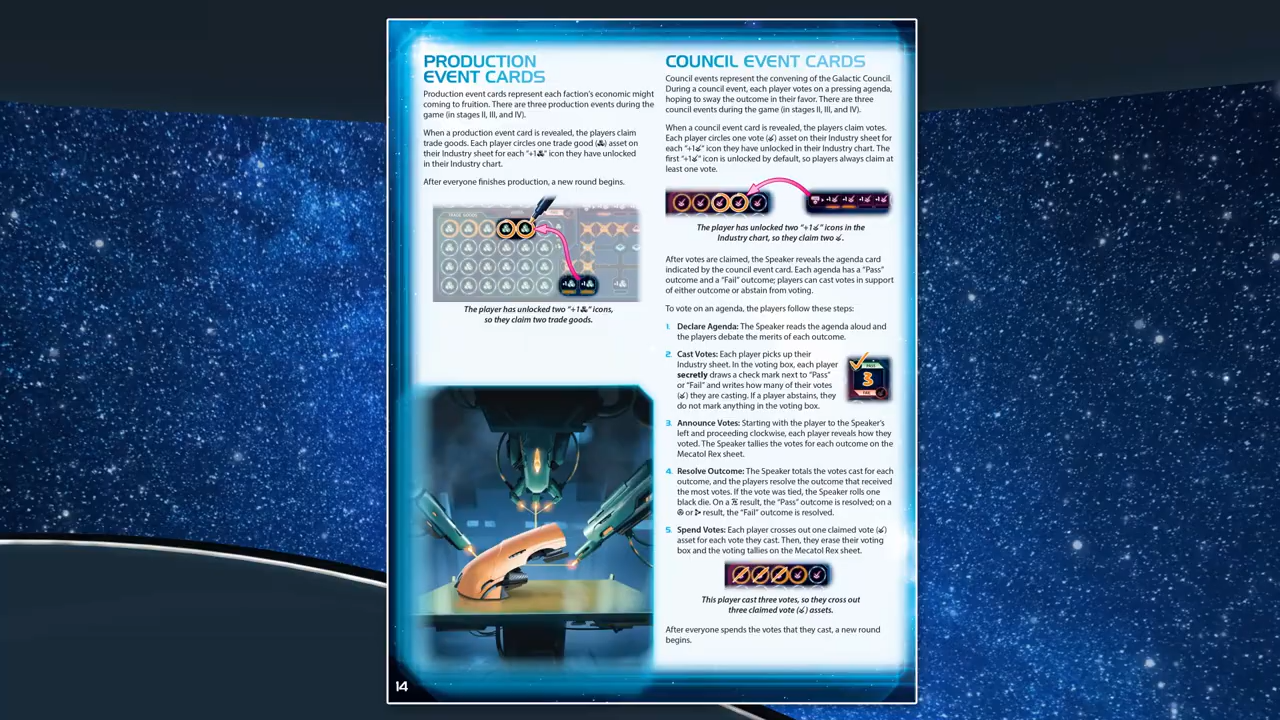 PRODUCTION
EVENT CARDS
Production event cards represent each faction's economic might
coming to fruition. There are three production events during the
game (in stages II, III, and IV).
When a production event card is revealed, the players claim
trade goods. Each player circles one trade good () asset on
their Industry sheet for each "+1" icon they have unlocked
in their Industry chart.
After everyone finishes production, a new round begins.
TRADE GOODS
+1
+1
The player has unlocked two "+1" icons,
so they claim two trade goods.
14
COUNCIL EVENT CARDS
Council events represent the convening of the Galactic Council.
During a council event, each player votes on a pressing agenda,
hoping to sway the outcome in their favor. There are three
council events during the game (in stages II, III, and IV).
When a council event card is revealed, the players claim votes.
Each player circles one vote () asset on their Industry sheet for
each "+1" icon they have unlocked in their Industry chart. The
first "+1" icon is unlocked by default, so players always claim at
least one vote.
+1 +1 +1 +1
The player has unlocked two "+1" icons in the
Industry chart, so they claim two .
After votes are claimed, the Speaker reveals the agenda card
indicated by the council event card. Each agenda has a "Pass"
outcome and a "Fail" outcome; players can cast votes in support
of either outcome or abstain from voting.
To vote on an agenda, the players follow these steps:
1. Declare Agenda: The Speaker reads the agenda aloud and
the players debate the merits of each outcome.
2. Cast Votes: Each player picks up their
Industry sheet. In the voting box, each player
secretly draws a check mark next to "Pass"
or "Fail" and writes how many of their votes
() they are casting. If a player abstains, they
do not mark anything in the voting box.
PASS
3
FAIL
3. Announce Votes: Starting with the player to the Speaker's
left and proceeding clockwise, each player reveals how they
voted. The Speaker tallies the votes for each outcome on the
Mecatol Rex sheet.
4. Resolve Outcome: The Speaker totals the votes cast for each
outcome, and the players resolve the outcome that received
the most votes. If the vote was tied, the Speaker rolls one
black die. On a result, the "Pass" outcome is resolved; on a
or result, the "Fail" outcome is resolved.
5. Spend Votes: Each player crosses out one claimed vote ()
asset for each vote they cast. Then, they erase their voting
box and the voting tallies on the Mecatol Rex sheet.
This player cast three votes, so they cross out
three claimed vote () assets.
After everyone spends the votes that they cast, a new round
begins.